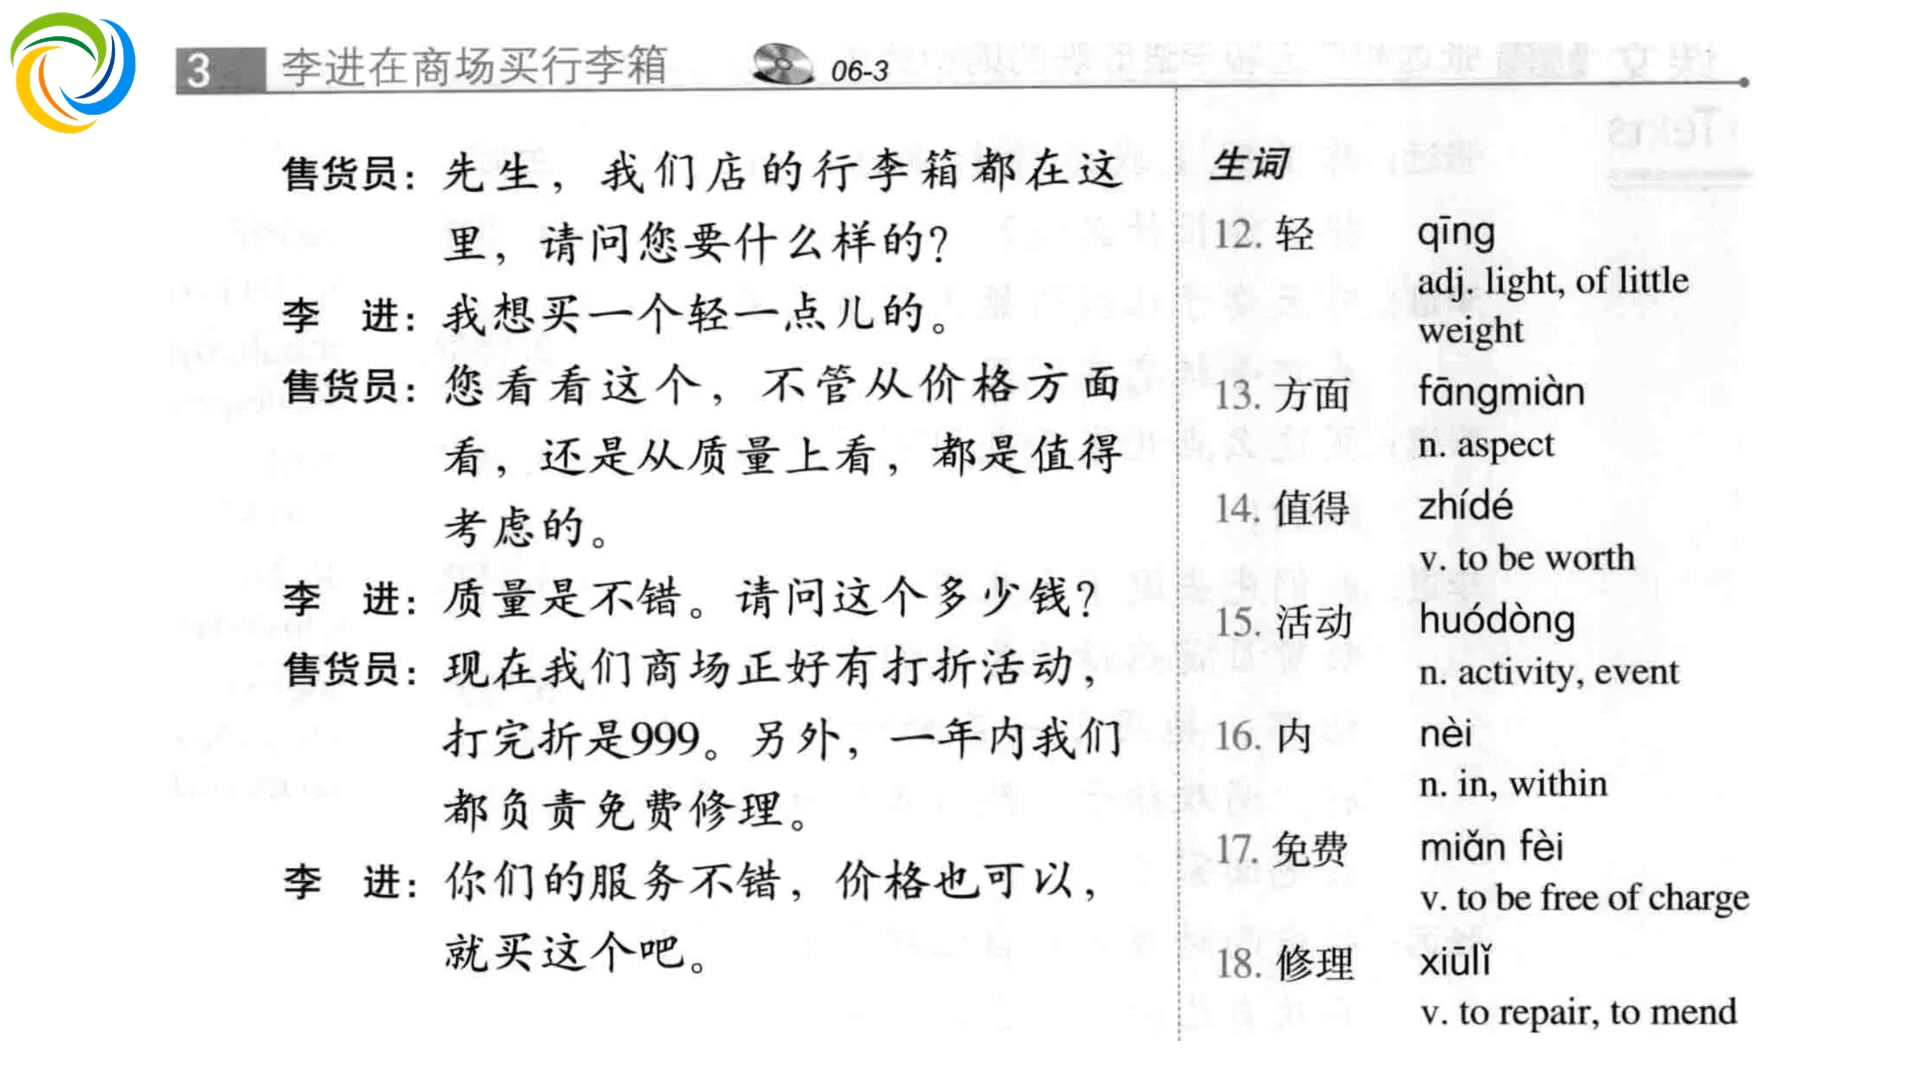 3 李进在商场买行李箱 06-3
售货员：先生，我们店的行李箱都在这
里，请问您要什么样的？
李 进：我想买一个轻一点儿的。
售货员：您看看这个，不管从价格方面
看，还是从质量上看，都是值得
考虑的。
李 进：质量是不错。请问这个多少钱？
售货员：现在我们商场正好有打折活动，
打完折是999。另外，一年内我们
都负责免费修理。
李 进：你们的服务不错，价格也可以，
就买这个吧。
生词
12. 轻 qīng
adj. light, of little
weight
13. 方面 fāngmiàn
n. aspect
14. 值得 zhídé
v. to be worth
15. 活动 huódòng
n. activity, event
16. 内 nèi
n. in, within
17. 免费 miǎn fèi
v. to be free of charge
18. 修理 xiūlǐ
v. to repair, to mend